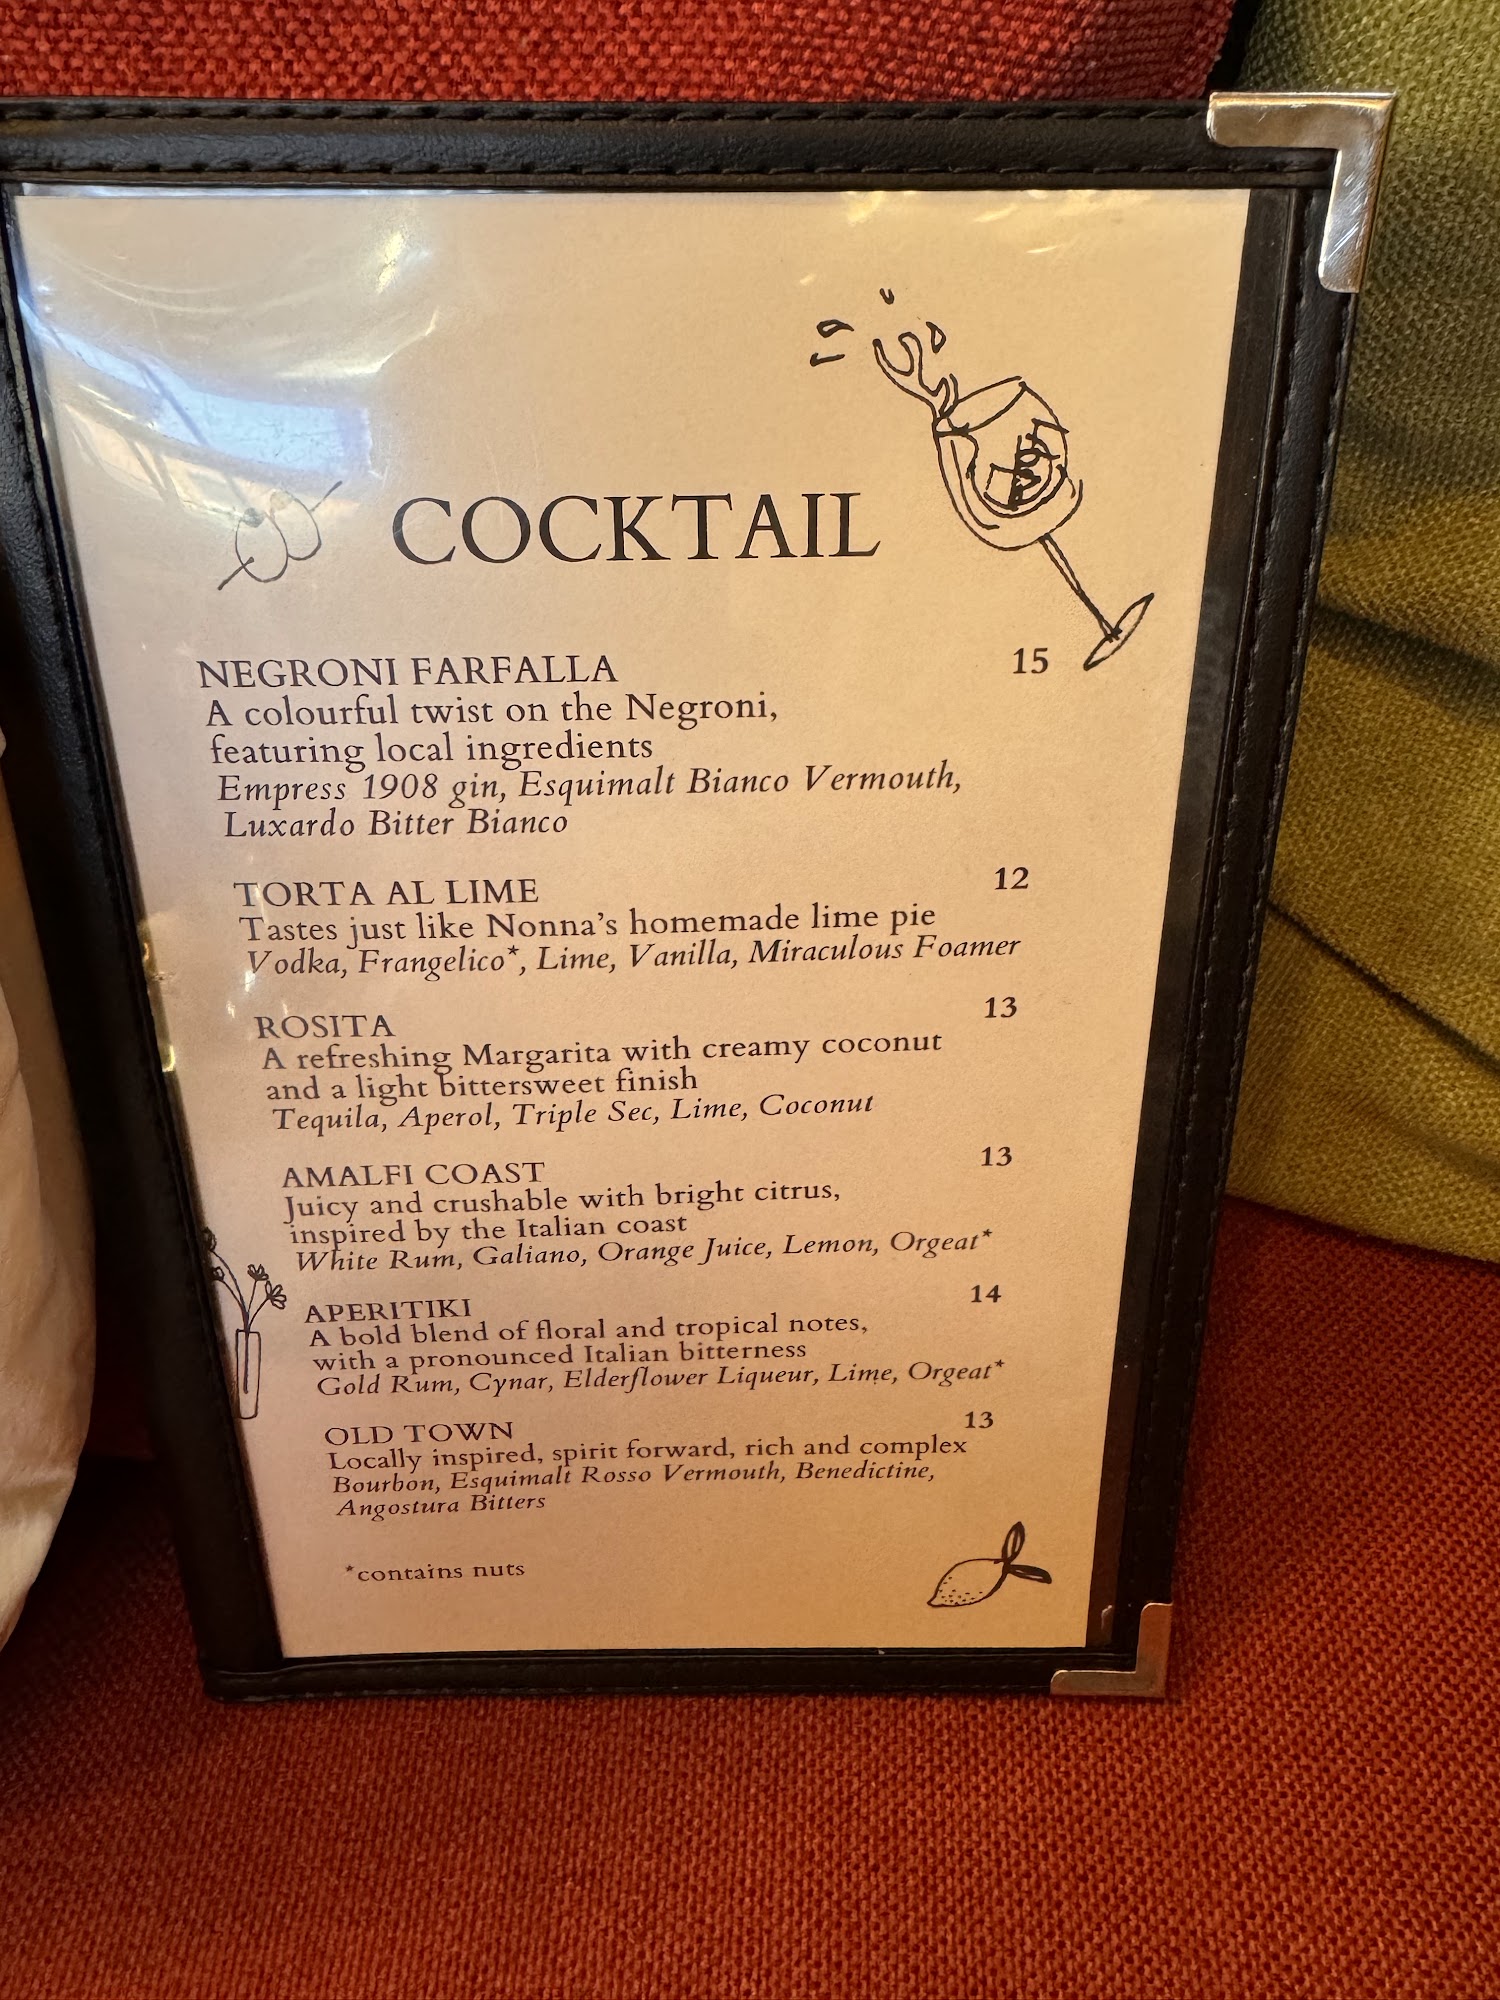 COCKTAIL
NEGRONI FARFALLA 15
A colourful twist on the Negroni,
featuring local ingredients
Empress 1908 gin, Esquimalt Bianco Vermouth,
Luxardo Bitter Bianco
TORTA AL LIME 12
Tastes just like Nonna's homemade lime pie
Vodka, Frangelico*, Lime, Vanilla, Miraculous Foamer
ROSITA 13
A refreshing Margarita with creamy coconut
and a light bittersweet finish
Tequila, Aperol, Triple Sec, Lime, Coconut
AMALFI COAST 13
Juicy and crushable with bright citrus,
inspired by the Italian coast
White Rum, Galiano, Orange Juice, Lemon, Orgeat*
APERITIKI 14
A bold blend of floral and tropical notes,
with a pronounced Italian bitterness
Gold Rum, Cynar, Elderflower Liqueur, Lime, Orgeat*
OLD TOWN 13
Locally inspired, spirit forward, rich and complex
Bourbon, Esquimalt Rosso Vermouth, Benedictine,
Angostura Bitters
*contains nuts